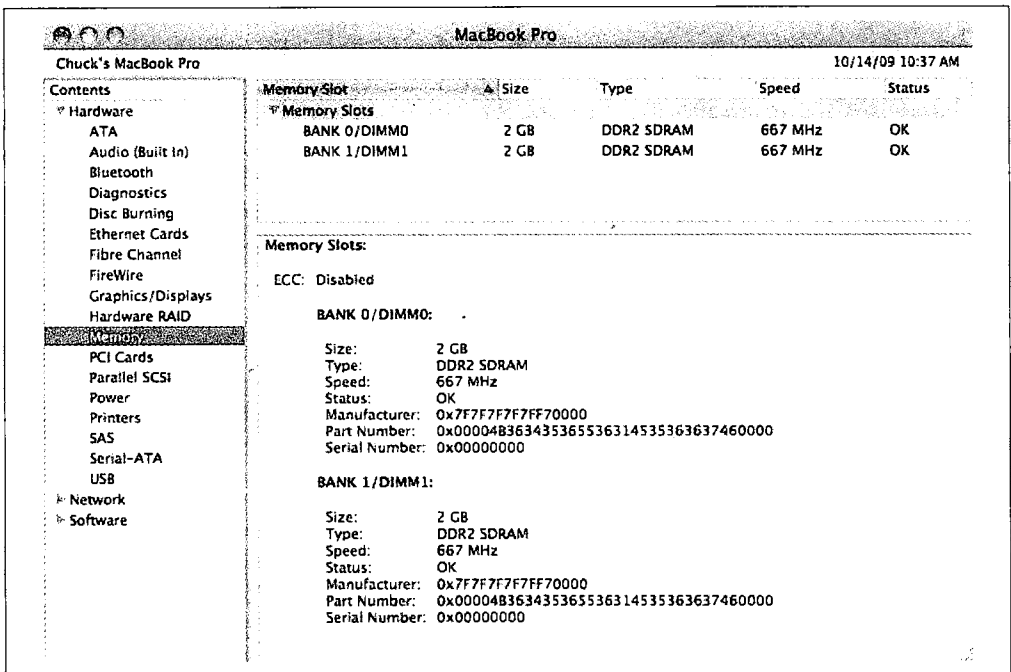 MacBook Pro
Chuck's MacBook Pro 10/14/09 10:37 AM
Contents
Hardware
ATA
Audio (Built In)
Bluetooth
Diagnostics
Disc Burning
Ethernet Cards
Fibre Channel
FireWire
Graphics/Displays
Hardware RAID
Memory
PCI Cards
Parallel SCSI
Power
Printers
SAS
Serial-ATA
USB
Network
Software
Memory Slot Size Type Speed Status
Memory Slots
BANK 0/DIMM0 2 GB DDR2 SDRAM 667 MHz OK
BANK 1/DIMM1 2 GB DDR2 SDRAM 667 MHz OK
Memory Slots:
ECC: Disabled
BANK 0/DIMM0:
Size: 2 GB
Type: DDR2 SDRAM
Speed: 667 MHz
Status: OK
Manufacturer: 0x7F7F7F7F7FF70000
Part Number: 0x00004B363435365536314535363637460000
Serial Number: 0x00000000
BANK 1/DIMM1:
Size: 2 GB
Type: DDR2 SDRAM
Speed: 667 MHz
Status: OK
Manufacturer: 0x7F7F7F7F7FF70000
Part Number: 0x00004B363435365536314535363637460000
Serial Number: 0x00000000